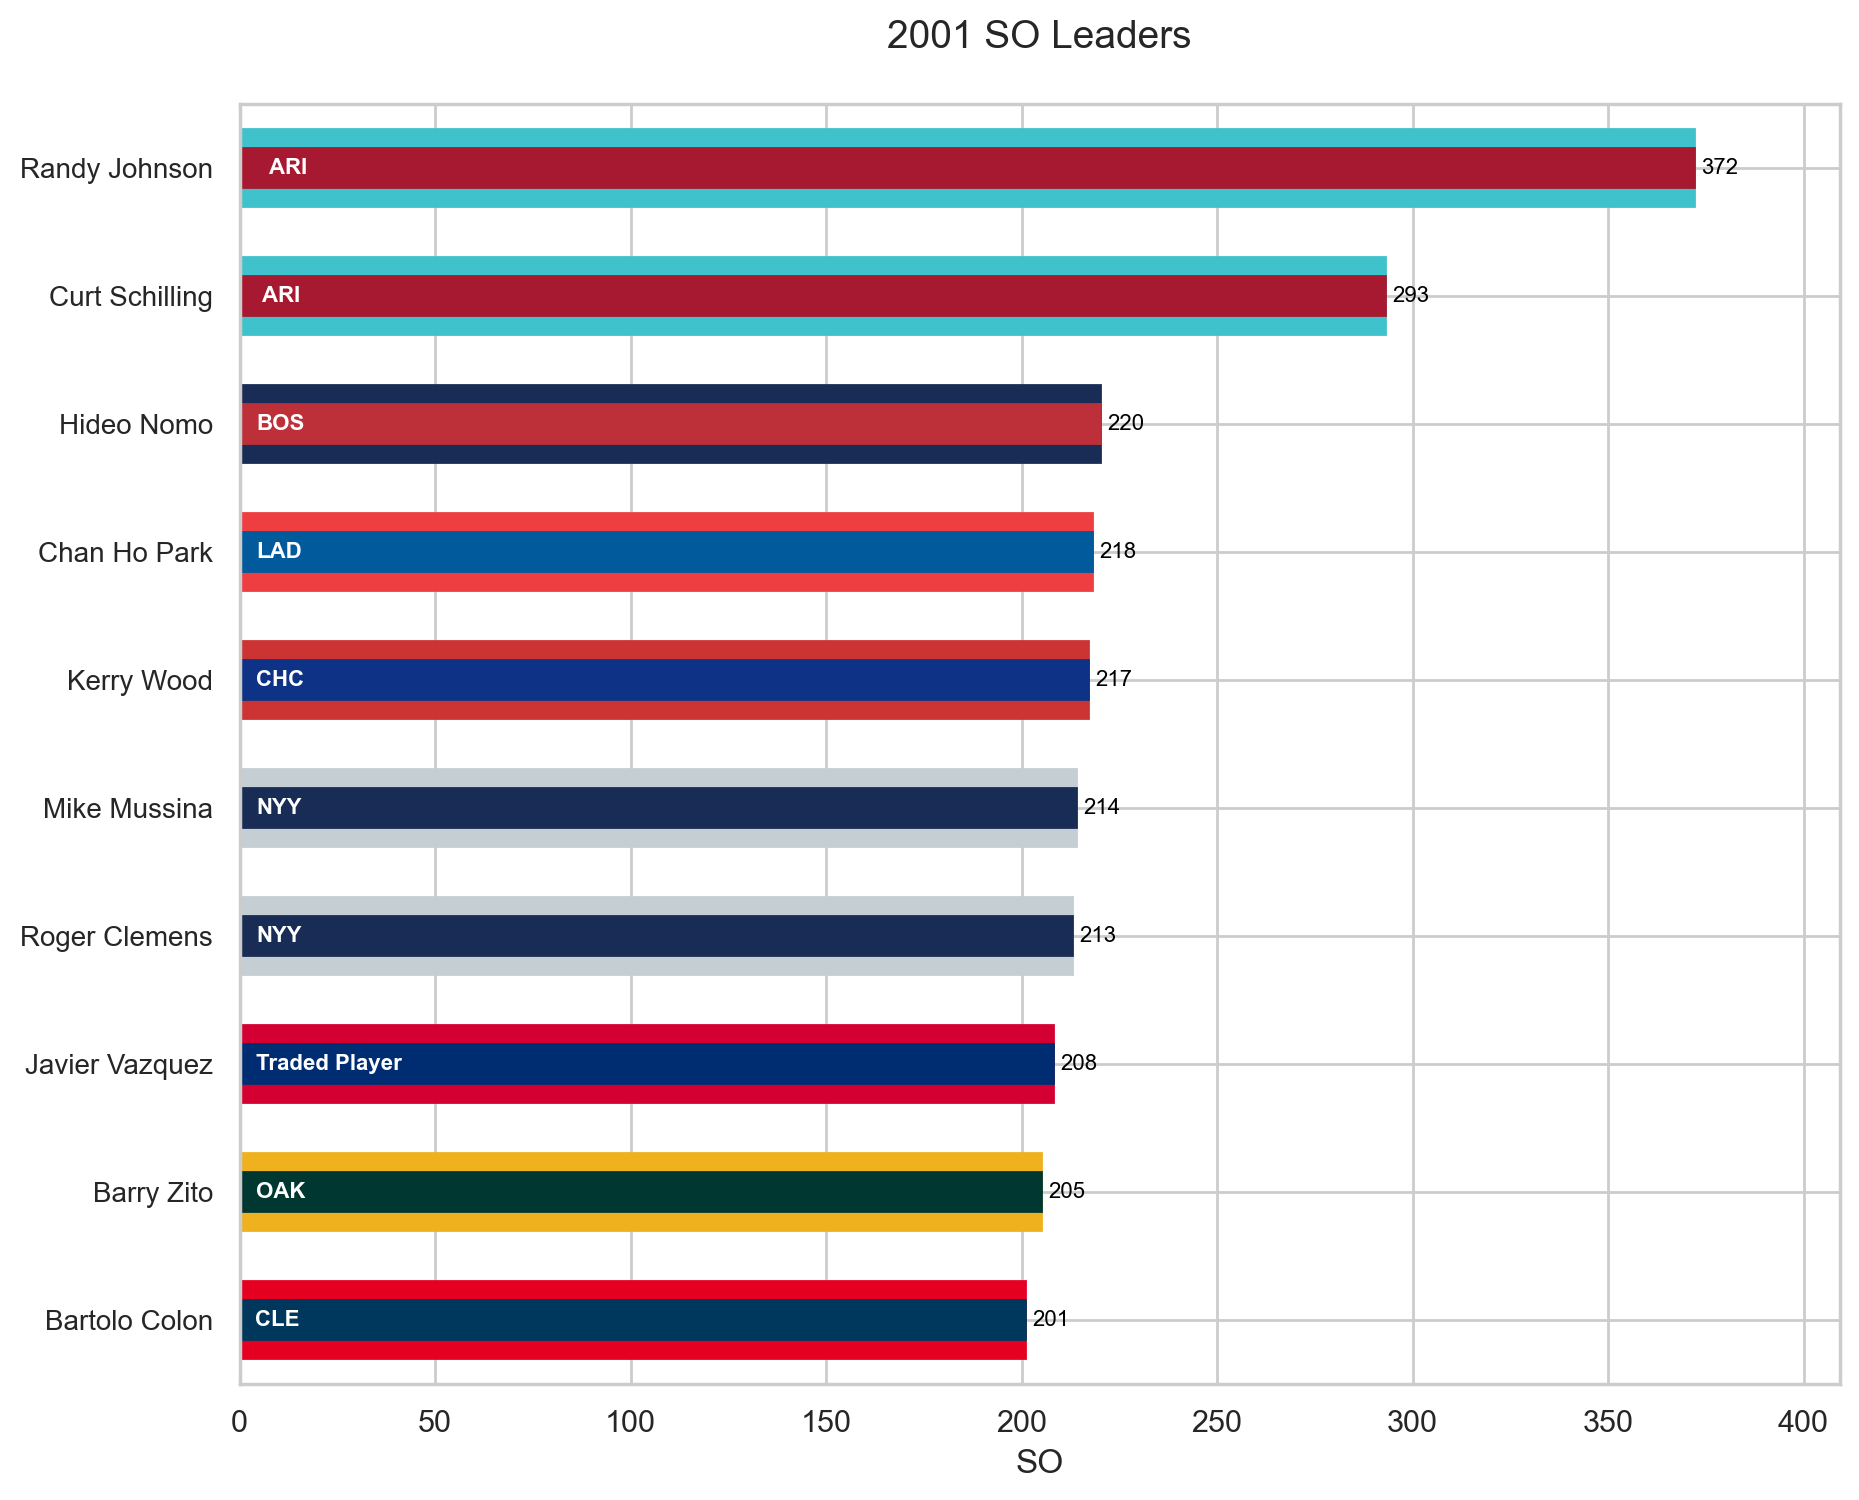 2001 SO Leaders
Randy Johnson ARI 372
Curt Schilling ARI 293
Hideo Nomo BOS 220
Chan Ho Park LAD 218
Kerry Wood CHC 217
Mike Mussina NYY 214
Roger Clemens NYY 213
Javier Vazquez Traded Player 208
Barry Zito OAK 205
Bartolo Colon CLE 201
0 50 100 150 200 250 300 350 400
SO